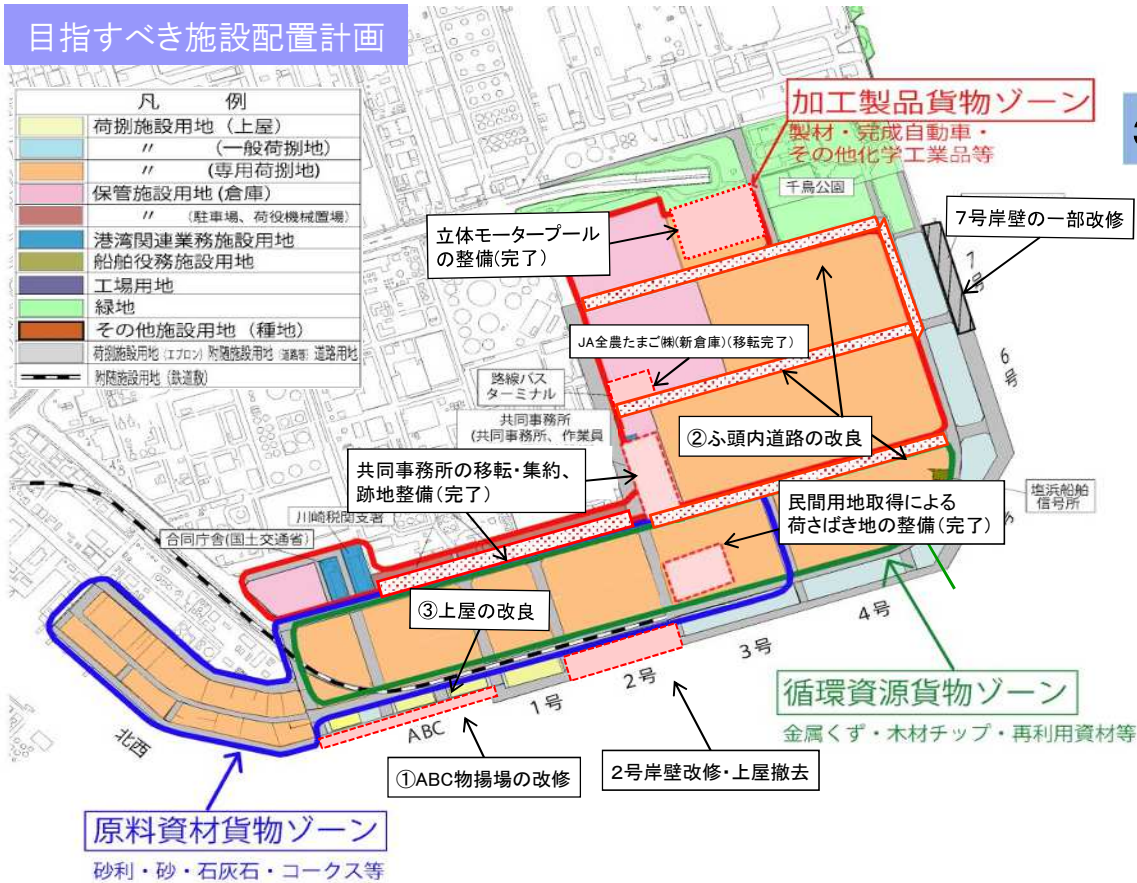 目指すべき施設配置計画
凡 例
荷捌施設用地（上屋）
〃 （一般荷捌地）
〃 （専用荷捌地）
保管施設用地（倉庫）
〃 （駐車場、荷役機械置場）
港湾関連業務施設用地
船舶役務施設用地
工場用地
緑地
その他施設用地（種地）
荷捌施設用地（エプロン）附随施設用地（道路等）道路用地
附随施設用地（鉄道敷）
加工製品貨物ゾーン
製材・完成自動車・
その他化学工業品等
千鳥公園
7号岸壁の一部改修
立体モータープール
の整備（完了）
7号
JA全農たまご㈱（新倉庫）（移転完了）
6号
路線バス
ターミナル
共同事務所
（共同事務所、作業員
②ふ頭内道路の改良
共同事務所の移転・集約、
跡地整備（完了）
民間用地取得による
荷さばき地の整備（完了）
塩浜船舶
信号所
川崎税関支署
合同庁舎（国土交通省）
③上屋の改良
4号
3号
2号
1号
ABC
北西
循環資源貨物ゾーン
金属くず・木材チップ・再利用資材等
①ABC物揚場の改修
2号岸壁改修・上屋撤去
原料資材貨物ゾーン
砂利・砂・石灰石・コークス等